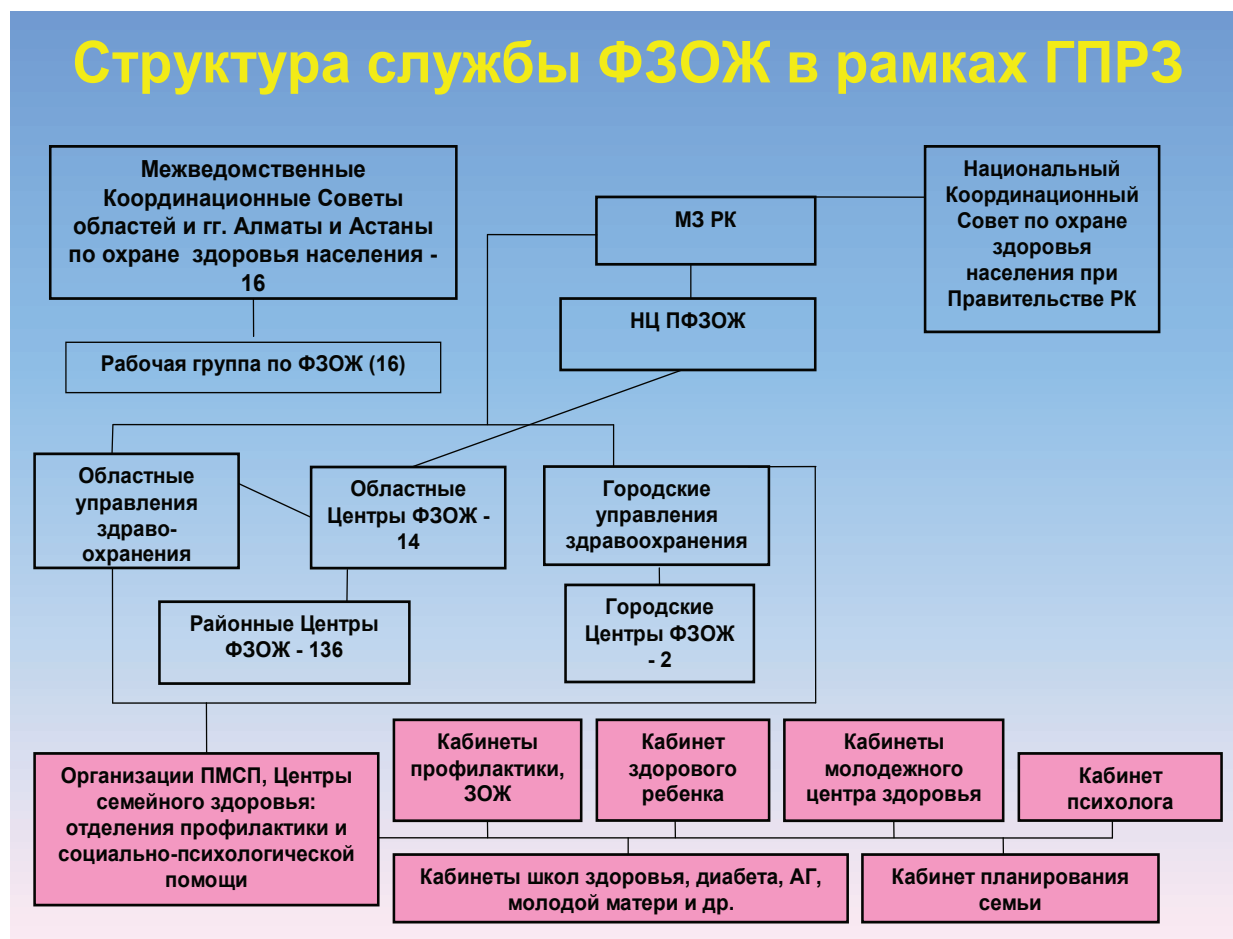 Структура службы ФЗОЖ в рамках ГПРЗ
Межведомственные
Координационные Советы
областей и гг. Алматы и Астаны
по охране здоровья населения -
16
МЗ РК
Национальный
Координационный
Совет по охране
здоровья
населения при
Правительстве РК
НЦ ПФЗОЖ
Рабочая группа по ФЗОЖ (16)
Областные
управления
здраво-
охранения
Областные
Центры ФЗОЖ -
14
Городские
управления
здравоохранения
Районные Центры
ФЗОЖ - 136
Городские
Центры ФЗОЖ
- 2
Организации ПМСП, Центры
семейного здоровья:
отделения профилактики и
социально-психологической
помощи
Кабинеты
профилактики,
ЗОЖ
Кабинет
здорового
ребенка
Кабинеты
молодежного
центра здоровья
Кабинет
психолога
Кабинеты школ здоровья, диабета, АГ,
молодой матери и др.
Кабинет планирования
семьи